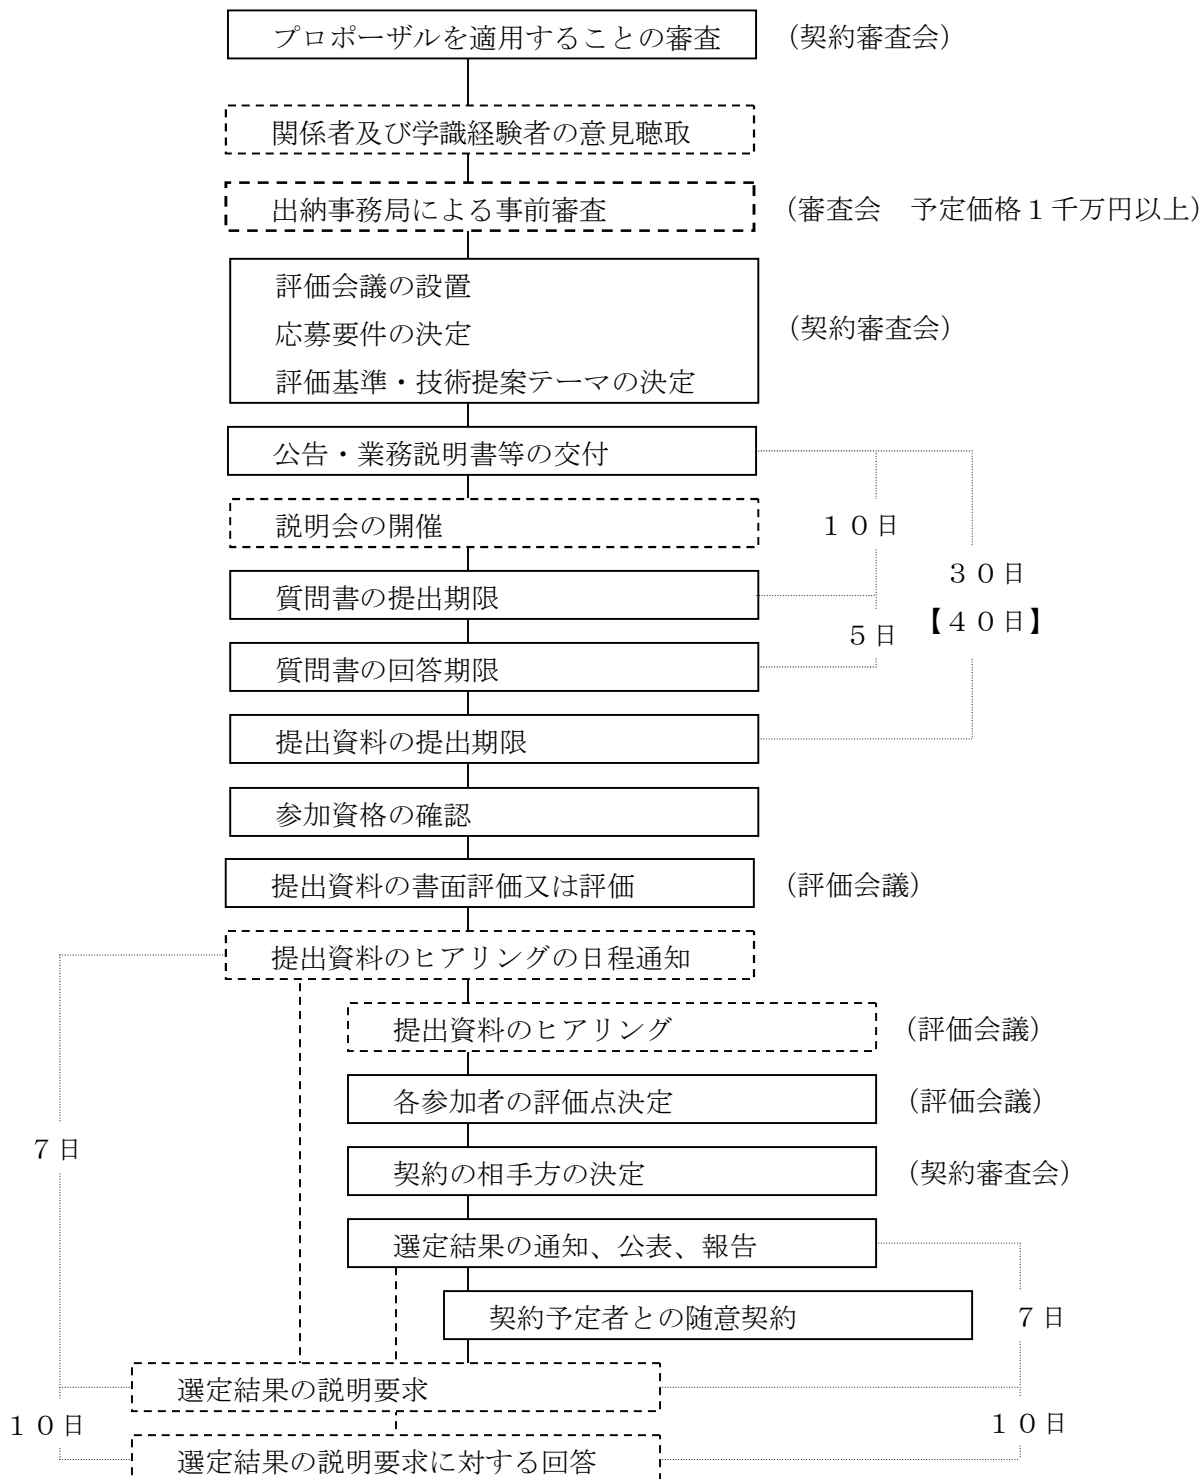 プロポーザルを適用することの審査　（契約審査会）
関係者及び学識経験者の意見聴取
出納事務局による事前審査　（審査会　予定価格１千万円以上）
評価会議の設置
応募要件の決定　（契約審査会）
評価基準・技術提案テーマの決定
公告・業務説明書等の交付
説明会の開催　１０日
３０日
質問書の提出期限
【４０日】
５日
質問書の回答期限
提出資料の提出期限
参加資格の確認
提出資料の書面評価又は評価　（評価会議）
提出資料のヒアリングの日程通知
提出資料のヒアリング　（評価会議）
各参加者の評価点決定　（評価会議）
７日
契約の相手方の決定　（契約審査会）
選定結果の通知、公表、報告
契約予定者との随意契約　７日
選定結果の説明要求
１０日　１０日
選定結果の説明要求に対する回答